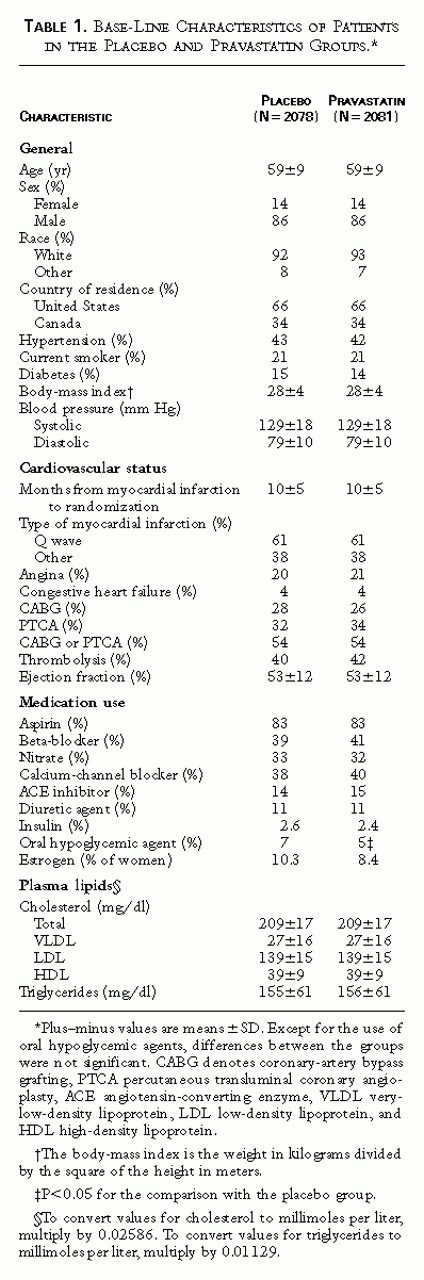 TABLE 1. BASE-LINE CHARACTERISTICS OF PATIENTS
IN THE PLACEBO AND PRAVASTATIN GROUPS.*
CHARACTERISTIC PLACEBO (N=2078) PRAVASTATIN (N=2081)
General
Age (yr) 59±9 59±9
Sex (%)
Female 14 14
Male 86 86
Race (%)
White 92 93
Other 8 7
Country of residence (%)
United States 66 66
Canada 34 34
Hypertension (%) 43 42
Current smoker (%) 21 21
Diabetes (%) 15 14
Body-mass index† 28±4 28±4
Blood pressure (mm Hg)
Systolic 129±18 129±18
Diastolic 79±10 79±10
Cardiovascular status
Months from myocardial infarction 10±5 10±5
to randomization
Type of myocardial infarction (%)
Q wave 61 61
Other 38 38
Angina (%) 20 21
Congestive heart failure (%) 4 4
CABG (%) 28 26
PTCA (%) 32 34
CABG or PTCA (%) 54 54
Thrombolysis (%) 40 42
Ejection fraction (%) 53±12 53±12
Medication use
Aspirin (%) 83 83
Beta-blocker (%) 39 41
Nitrate (%) 33 32
Calcium-channel blocker (%) 38 40
ACE inhibitor (%) 14 15
Diuretic agent (%) 11 11
Insulin (%) 2.6 2.4
Oral hypoglycemic agent (%) 7 5‡
Estrogen (% of women) 10.3 8.4
Plasma lipids§
Cholesterol (mg/dl)
Total 209±17 209±17
VLDL 27±16 27±16
LDL 139±15 139±15
HDL 39±9 39±9
Triglycerides (mg/dl) 155±61 156±61
*Plus–minus values are means ±SD. Except for the use of
oral hypoglycemic agents, differences between the groups
were not significant. CABG denotes coronary-artery bypass
grafting, PTCA percutaneous transluminal coronary angio-
plasty, ACE angiotensin-converting enzyme, VLDL very-
low-density lipoprotein, LDL low-density lipoprotein, and
HDL high-density lipoprotein.
†The body-mass index is the weight in kilograms divided
by the square of the height in meters.
‡P<0.05 for the comparison with the placebo group.
§To convert values for cholesterol to millimoles per liter,
multiply by 0.02586. To convert values for triglycerides to
millimoles per liter, multiply by 0.01129.